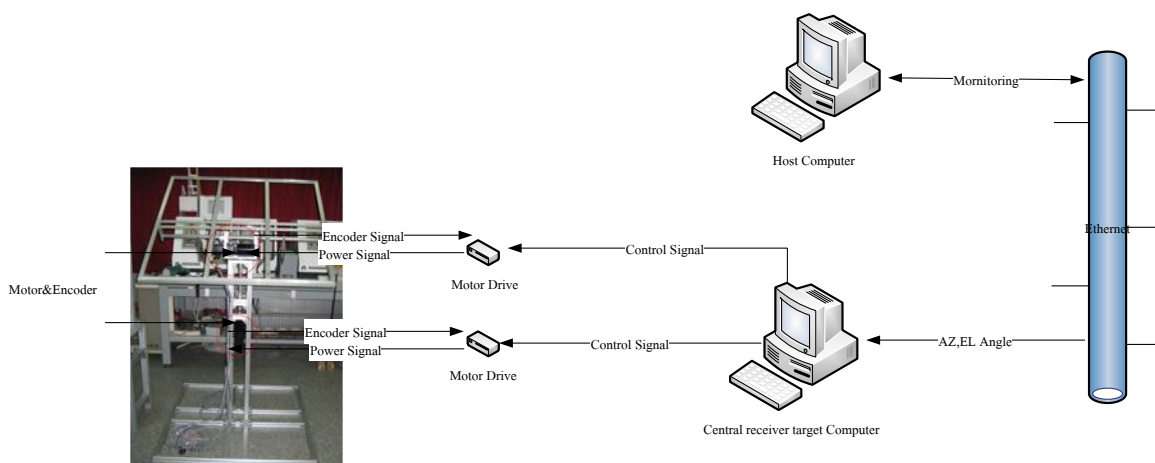 Mornitoring
Host Computer
Ethernet
Encoder Signal
Power Signal
Control Signal
Motor Drive
Motor&Encoder
Encoder Signal
Power Signal
Control Signal
AZ,EL Angle
Motor Drive
Central receiver target Computer